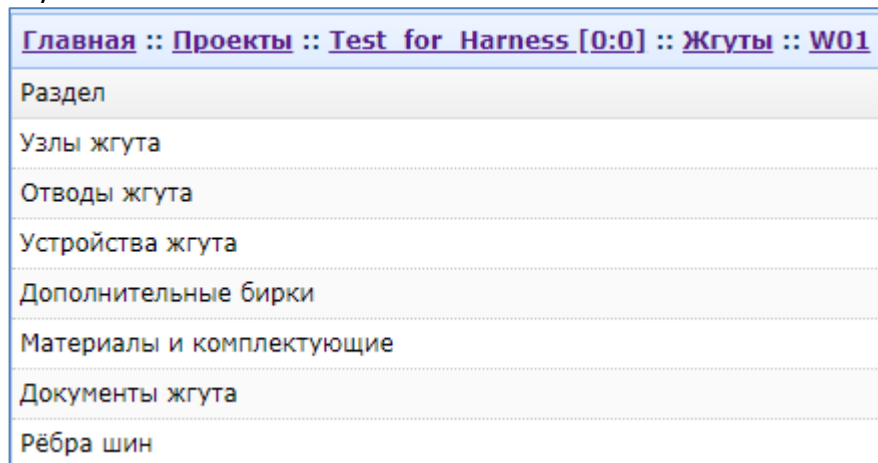 Главная :: Проекты :: Test_for_Harness [0:0] :: Жгуты :: W01
Раздел
Узлы жгута
Отводы жгута
Устройства жгута
Дополнительные бирки
Материалы и комплектующие
Документы жгута
Рёбра шин